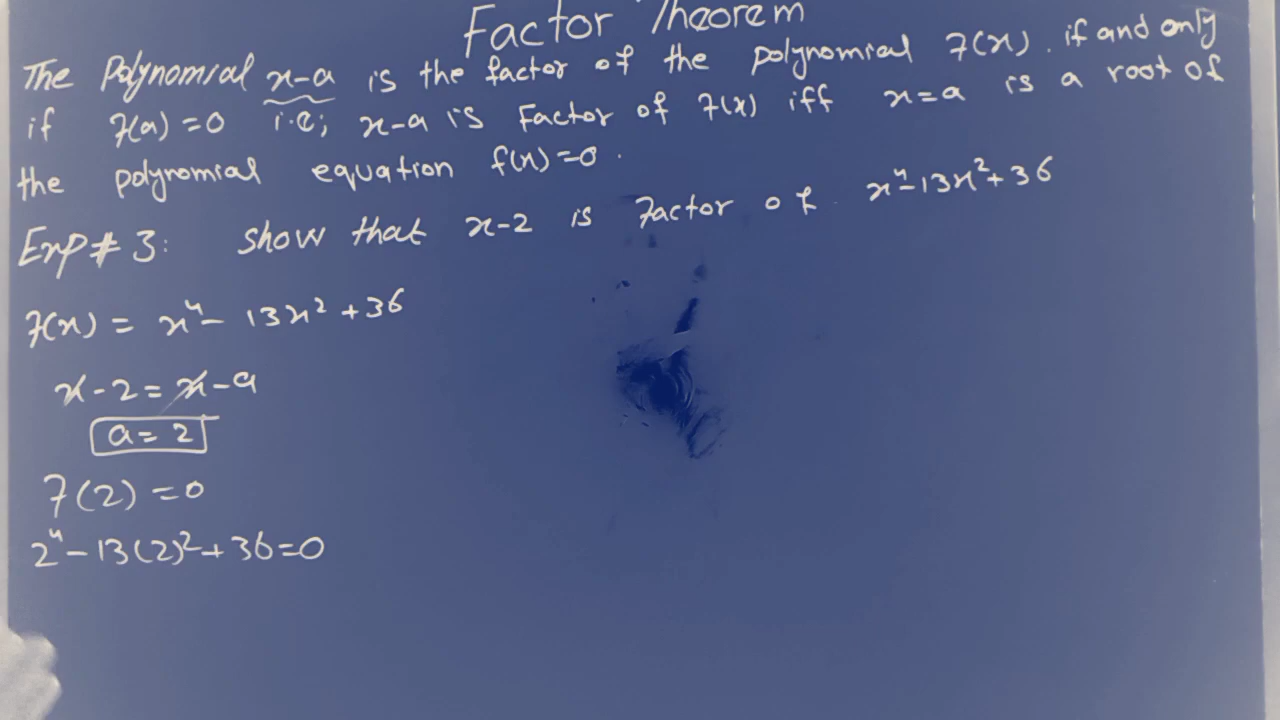 Factor Theorem
The Polynomial x-a is the factor of the polynomial f(x). if and only
if f(a)=0 i.e; x-a is Factor of f(x) iff x=a is a root of
the polynomial equation f(x)=0.
Exp# 3: show that x-2 is Factor of x⁴-13x²+36
f(x) = x⁴- 13x² +36
x-2= x-a
a= 2
f(2) =0
2⁴-13(2)²+36=0